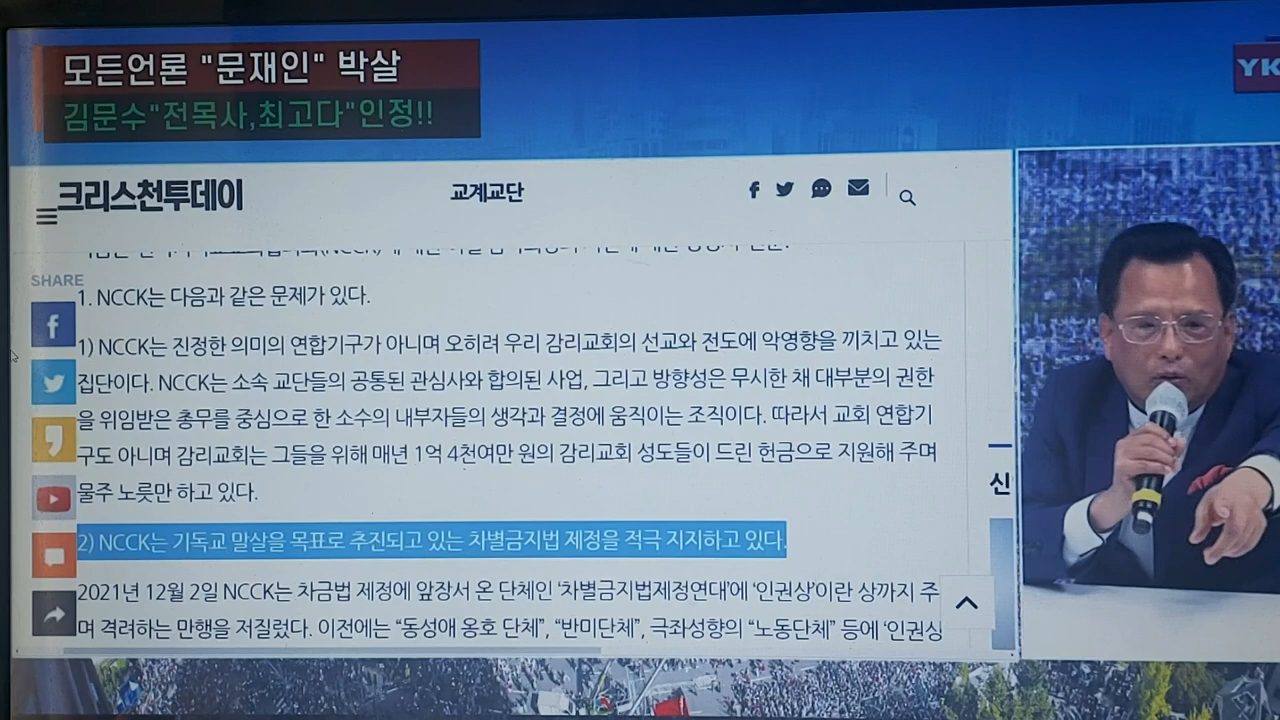 모든언론 "문재인" 박살
김문수"전목사,최고다"인정!!
YK
크리스천투데이
교계교단
SHARE
1. NCCK는 다음과 같은 문제가 있다.
1) NCCK는 진정한 의미의 연합기구가 아니며 오히려 우리 감리교회의 선교와 전도에 악영향을 끼치고 있는
집단이다. NCCK는 소속 교단들의 공통된 관심사와 합의된 사업, 그리고 방향성은 무시한 채 대부분의 권한
을 위임받은 총무를 중심으로 한 소수의 내부자들의 생각과 결정에 움직이는 조직이다. 따라서 교회 연합기
구도 아니며 감리교회는 그들을 위해 매년 1억 4천여만 원의 감리교회 성도들이 드린 헌금으로 지원해 주며
물주 노릇만 하고 있다.
신
2) NCCK는 기독교 말살을 목표로 추진되고 있는 차별금지법 제정을 적극 지지하고 있다.
2021년 12월 2일 NCCK는 차금법 제정에 앞장서 온 단체인 '차별금지법제정연대'에 '인권상'이란 상까지 주
며 격려하는 만행을 저질렀다. 이전에는 "동성애 옹호 단체", "반미단체", 극좌성향의 "노동단체" 등에 '인권상